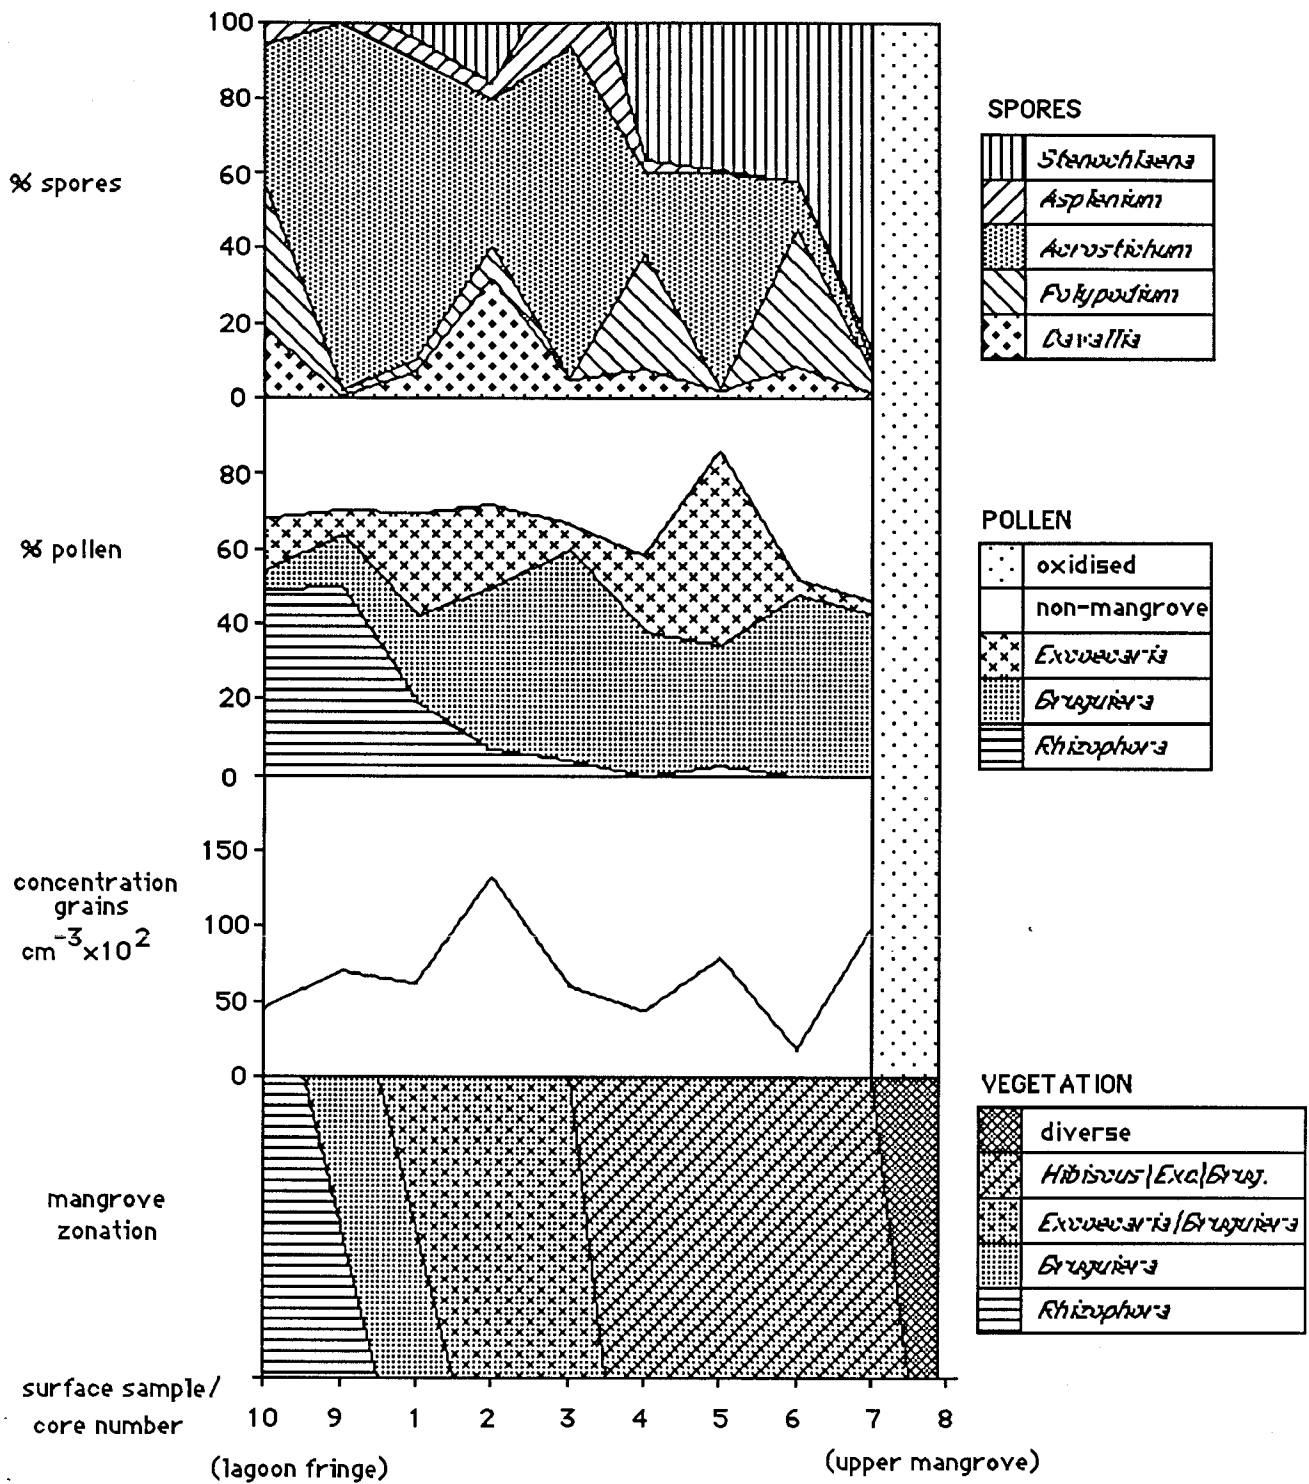 100
80
% spores
60
40
20
0
SPORES
Stenochlaena
Asplenium
Acrostichum
Polypodium
Davallia
80
% pollen
60
40
20
0
POLLEN
oxidised
non-mangrove
Excoecaria
Bruguiera
Rhizophora
150
concentration
grains
cm⁻³x10²
100
50
0
VEGETATION
diverse
Hibiscus/Exc/Brug.
Excoecaria/Bruguiera
Bruguiera
Rhizophora
mangrove
zonation
surface sample/
core number
10 9 1 2 3 4 5 6 7 8
(lagoon fringe) (upper mangrove)